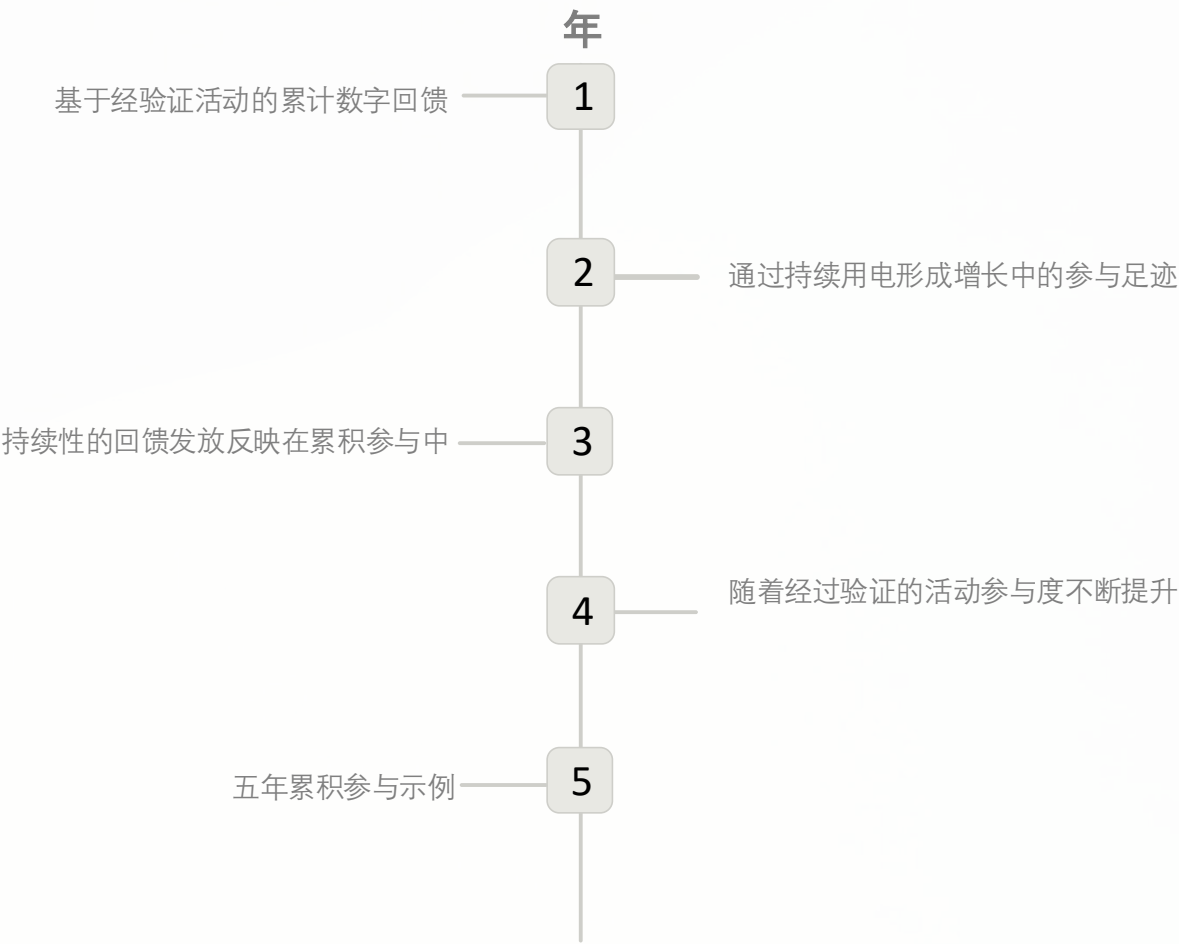 年
1
基于经验证活动的累计数字回馈
2
通过持续用电形成增长中的参与足迹
3
持续性的回馈发放反映在累积参与中
4
随着经过验证的活动参与度不断提升
5
五年累积参与示例